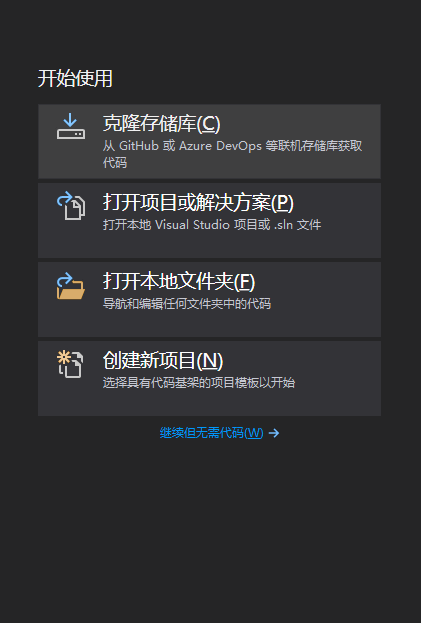 开始使用
克隆存储库(C)
从 GitHub 或 Azure DevOps 等联机存储库获取
代码
打开项目或解决方案(P)
打开本地 Visual Studio 项目或 .sln 文件
打开本地文件夹(F)
导航和编辑任何文件夹中的代码
创建新项目(N)
选择具有代码基架的项目模板以开始
继续但无需代码(W) →